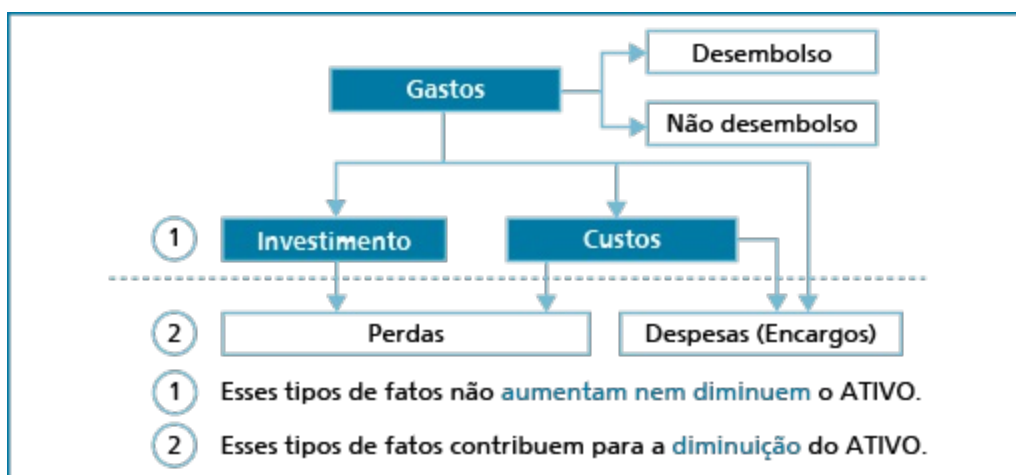 Desembolso
Gastos
Não desembolso
1 Investimento Custos
2 Perdas Despesas (Encargos)
1 Esses tipos de fatos não aumentam nem diminuem o ATIVO.
2 Esses tipos de fatos contribuem para a diminuição do ATIVO.